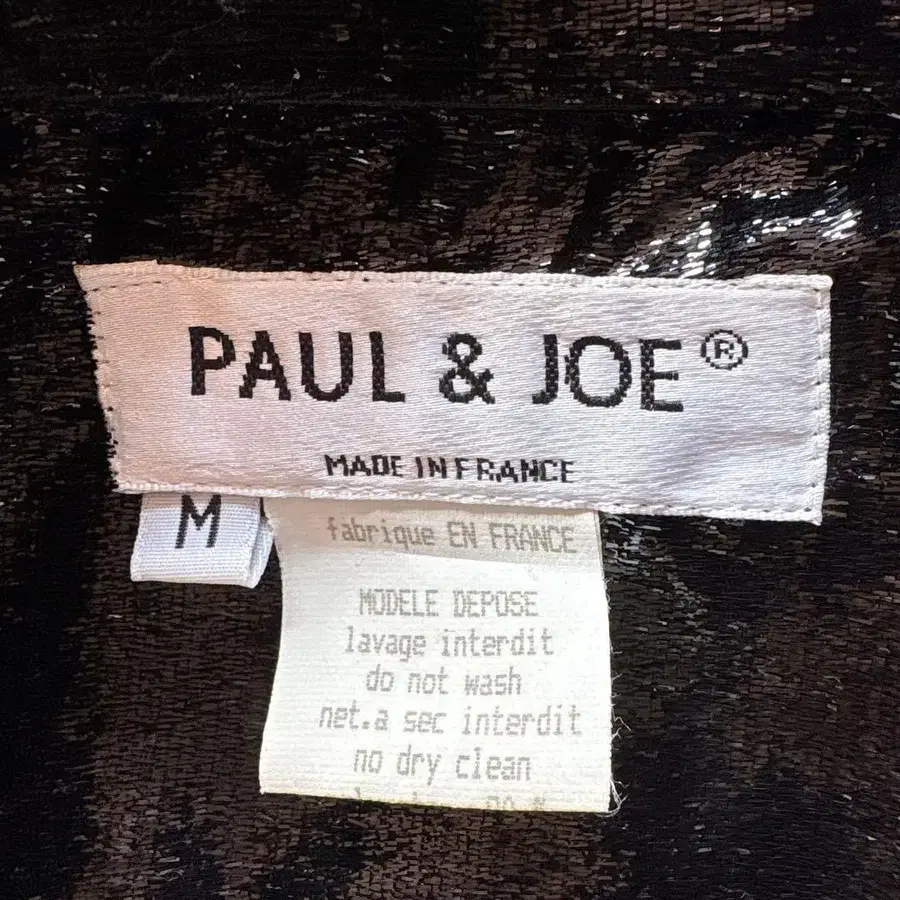 PAUL & JOE®
MADE IN FRANCE
M
fabrique EN FRANCE
MODELE DEPOSE
lavage interdit
do not wash
net.a sec interdit
no dry clean